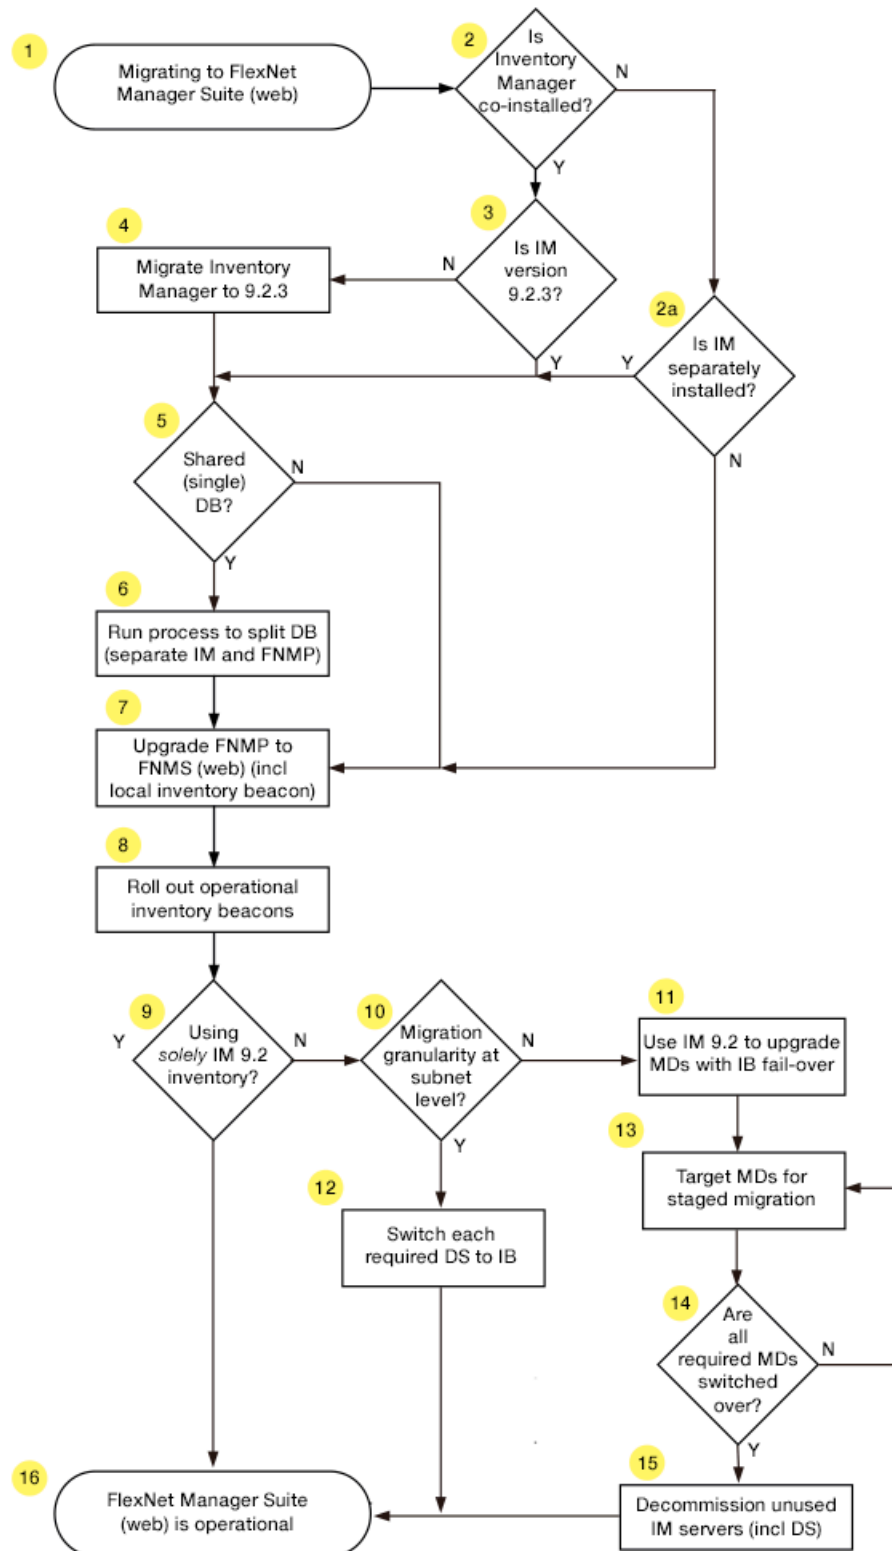 1
Migrating to FlexNet
Manager Suite (web)
2
Is
Inventory
Manager
co-installed?
N
Y
3
Is IM
version
9.2.3?
N
Y
4
Migrate Inventory
Manager to 9.2.3
2a
Is IM
separately
installed?
Y
N
5
Shared
(single)
DB?
N
Y
6
Run process to split DB
(separate IM and FNMP)
7
Upgrade FNMP to
FNMS (web) (incl
local inventory beacon)
8
Roll out operational
inventory beacons
9
Using
solely IM 9.2
inventory?
Y
N
10
Migration
granularity at
subnet
level?
N
Y
11
Use IM 9.2 to upgrade
MDs with IB fail-over
12
Switch each
required DS to IB
13
Target MDs for
staged migration
14
Are
all
required MDs
switched
over?
N
Y
15
Decommission unused
IM servers (incl DS)
16
FlexNet Manager Suite
(web) is operational